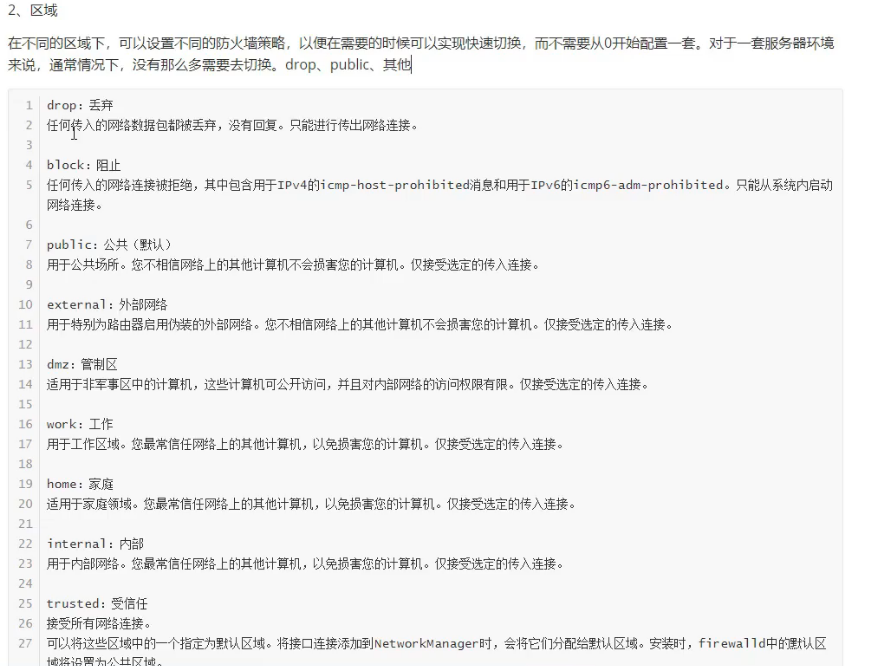 2、区域
在不同的区域下，可以设置不同的防火墙策略，以便在需要的时候可以实现快速切换，而不需要从0开始配置一套。对于一套服务器环境
来说，通常情况下，没有那么多需要去切换。drop、public、其他
1 drop：丢弃
2 任何传入的网络数据包都被丢弃，没有回复。只能进行传出网络连接。
3
4 block：阻止
5 任何传入的网络连接被拒绝，其中包含用于IPv4的icmp-host-prohibited消息和用于IPv6的icmp6-adm-prohibited。只能从系统内启动
网络连接。
6
7 public：公共（默认）
8 用于公共场所。您不相信网络上的其他计算机不会损害您的计算机。仅接受选定的传入连接。
9
10 external：外部网络
11 用于特别为路由器启用伪装的外部网络。您不相信网络上的其他计算机不会损害您的计算机。仅接受选定的传入连接。
12
13 dmz：管制区
14 适用于非军事区中的计算机，这些计算机可公开访问，并且对内部网络的访问权限有限。仅接受选定的传入连接。
15
16 work：工作
17 用于工作区域。您最常信任网络上的其他计算机，以免损害您的计算机。仅接受选定的传入连接。
18
19 home：家庭
20 适用于家庭领域。您最常信任网络上的其他计算机，以免损害您的计算机。仅接受选定的传入连接。
21
22 internal：内部
23 用于内部网络。您最常信任网络上的其他计算机，以免损害您的计算机。仅接受选定的传入连接。
24
25 trusted：受信任
26 接受所有网络连接。
27 可以将这些区域中的一个指定为默认区域。将接口连接添加到NetworkManager时，会将它们分配给默认区域。安装时，firewalld中的默认区
域将设置为公共区域。